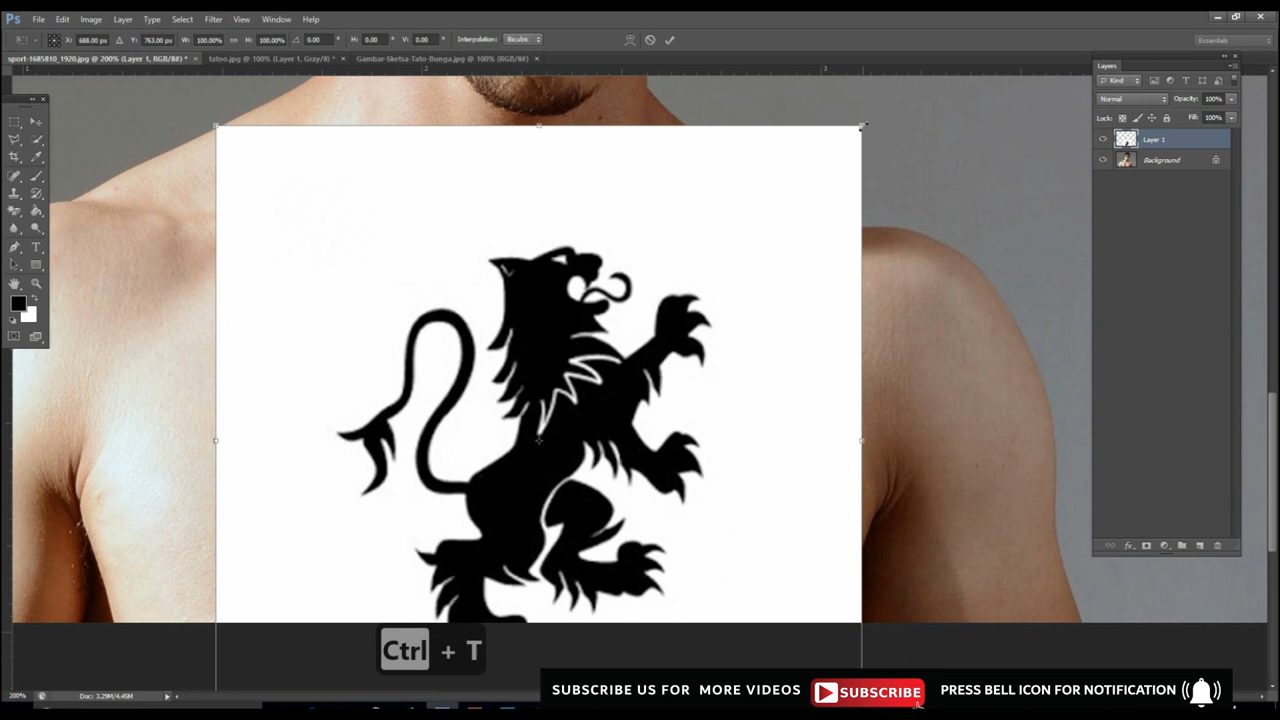 Ps File Edit Image Layer Type Select Filter View Window Help
X: 688.00 px Y: 763.00 px W: 100.00% H: 100.00% 0.00 ° H: 0.00 ° V: 0.00 ° Interpolation: Bicubic Essentials
sport-1685810_1920.jpg @ 200% (Layer 1, RGB/8#) * × tatoo.jpg @ 100% (Layer 1, Gray/8) * × Gambar-Sketsa-Tato-Bunga.jpg @ 100% (RGB/8#) ×
1 2 3
Layers
Kind
Normal Opacity: 100%
Lock: Fill: 100%
Layer 1
Background
fx
Ctrl + T
SUBSCRIBE US FOR MORE VIDEOS SUBSCRIBE PRESS BELL ICON FOR NOTIFICATION
200% Doc: 3.29M/4.45M